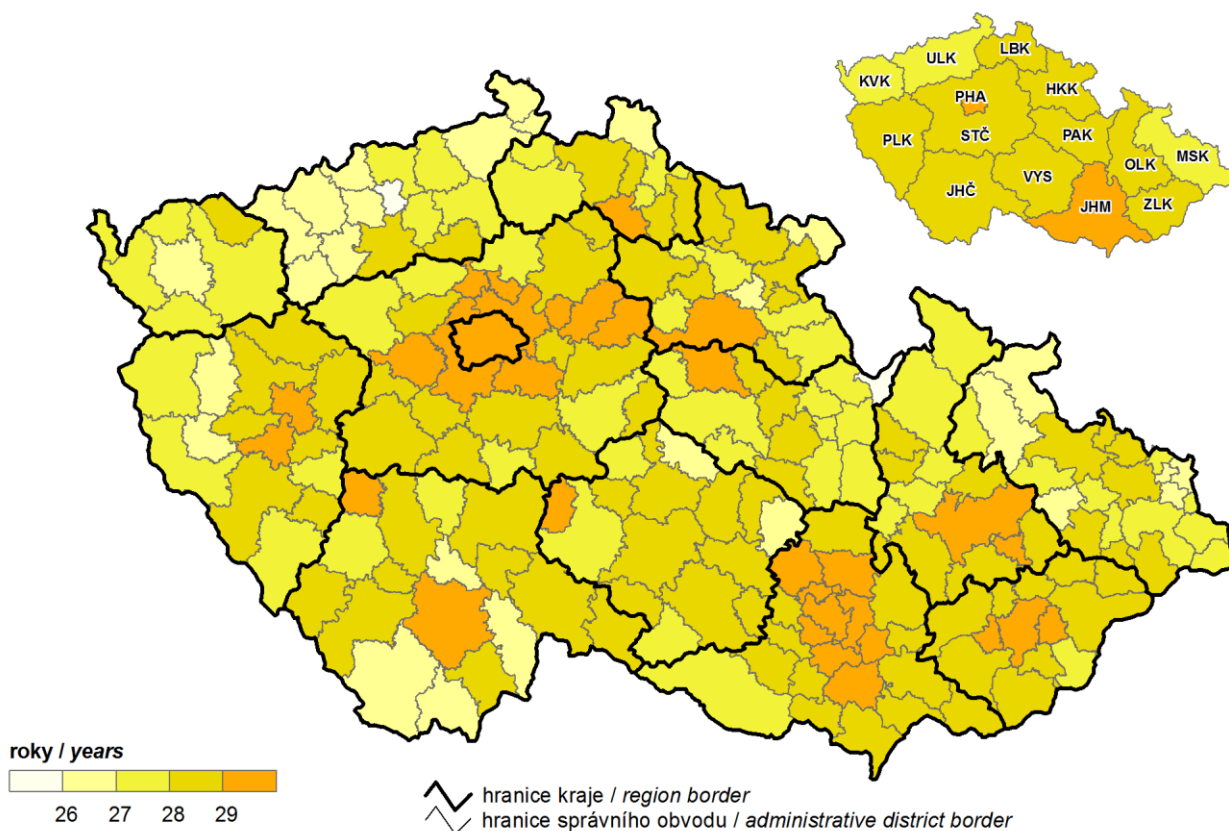 LBK
ULK
KVK
HKK
PHA
PLK
STČ
PAK
MSK
OLK
VYS
JHČ
ZLK
JHM
roky / years
26 27 28 29
hranice kraje / region border
hranice správního obvodu / administrative district border